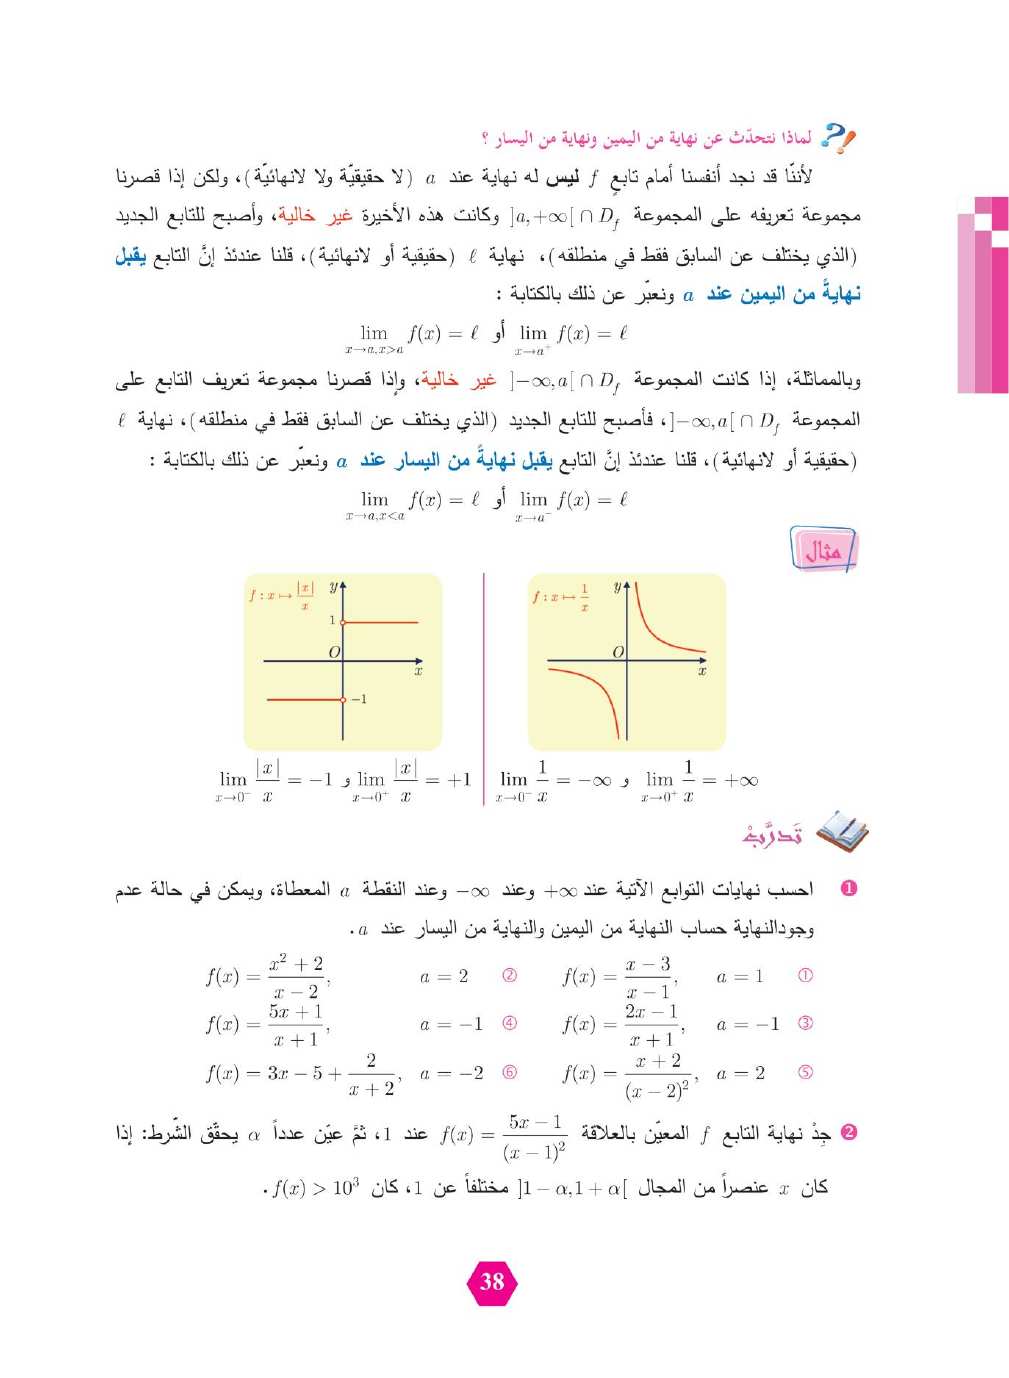 لماذا نتحدّث عن نهاية من اليمين ونهاية من اليسار ؟
لأننّا قد نجد أنفسنا أمام تابعٍ f ليس له نهاية عند a (لا حقيقيّة ولا لانهائيّة)، ولكن إذا قصرنا
مجموعة تعريفه على المجموعة ]a,+∞[ ∩ D_f وكانت هذه الأخيرة غير خالية، وأصبح للتابع الجديد
(الذي يختلف عن السابق فقط في منطلقه)، نهاية ℓ (حقيقية أو لانهائية)، قلنا عندئذ إنَّ التابع يقبل
نهايةً من اليمين عند a ونعبّر عن ذلك بالكتابة :
lim_{x→a,x>a} f(x) = ℓ أو lim_{x→a⁺} f(x) = ℓ
وبالمماثلة، إذا كانت المجموعة ]−∞,a[ ∩ D_f غير خالية، وإذا قصرنا مجموعة تعريف التابع على
المجموعة ]−∞,a[ ∩ D_f، فأصبح للتابع الجديد (الذي يختلف عن السابق فقط في منطلقه)، نهاية ℓ
(حقيقية أو لانهائية)، قلنا عندئذ إنَّ التابع يقبل نهايةً من اليسار عند a ونعبّر عن ذلك بالكتابة :
lim_{x→a,x<a} f(x) = ℓ أو lim_{x→a⁻} f(x) = ℓ
مثال
f : x ↦ 1/x
y
O
x
f : x ↦ |x|/x
y
1
O
x
−1
lim_{x→0⁻} 1/x = −∞ و lim_{x→0⁺} 1/x = +∞
lim_{x→0⁻} |x|/x = −1 و lim_{x→0⁺} |x|/x = +1
تَدرَّبْ
❶ احسب نهايات التوابع الآتية عند +∞ وعند −∞ وعند النقطة a المعطاة، ويمكن في حالة عدم
وجودالنهاية حساب النهاية من اليمين والنهاية من اليسار عند a .
① a = 1 f(x) = (x − 3)/(x − 1), ② a = 2 f(x) = (x² + 2)/(x − 2),
③ a = −1 f(x) = (2x − 1)/(x + 1), ④ a = −1 f(x) = (5x + 1)/(x + 1),
⑤ a = 2 f(x) = (x + 2)/(x − 2)², ⑥ a = −2 f(x) = 3x − 5 + 2/(x + 2),
❷ جِدْ نهاية التابع f المعيّن بالعلاقة f(x) = (5x − 1)/(x − 1)² عند 1، ثمَّ عيّن عدداً α يحقّق الشّرط: إذا
كان x عنصراً من المجال ]1 − α,1 + α[ مختلفاً عن 1، كان f(x) > 10³ .
38